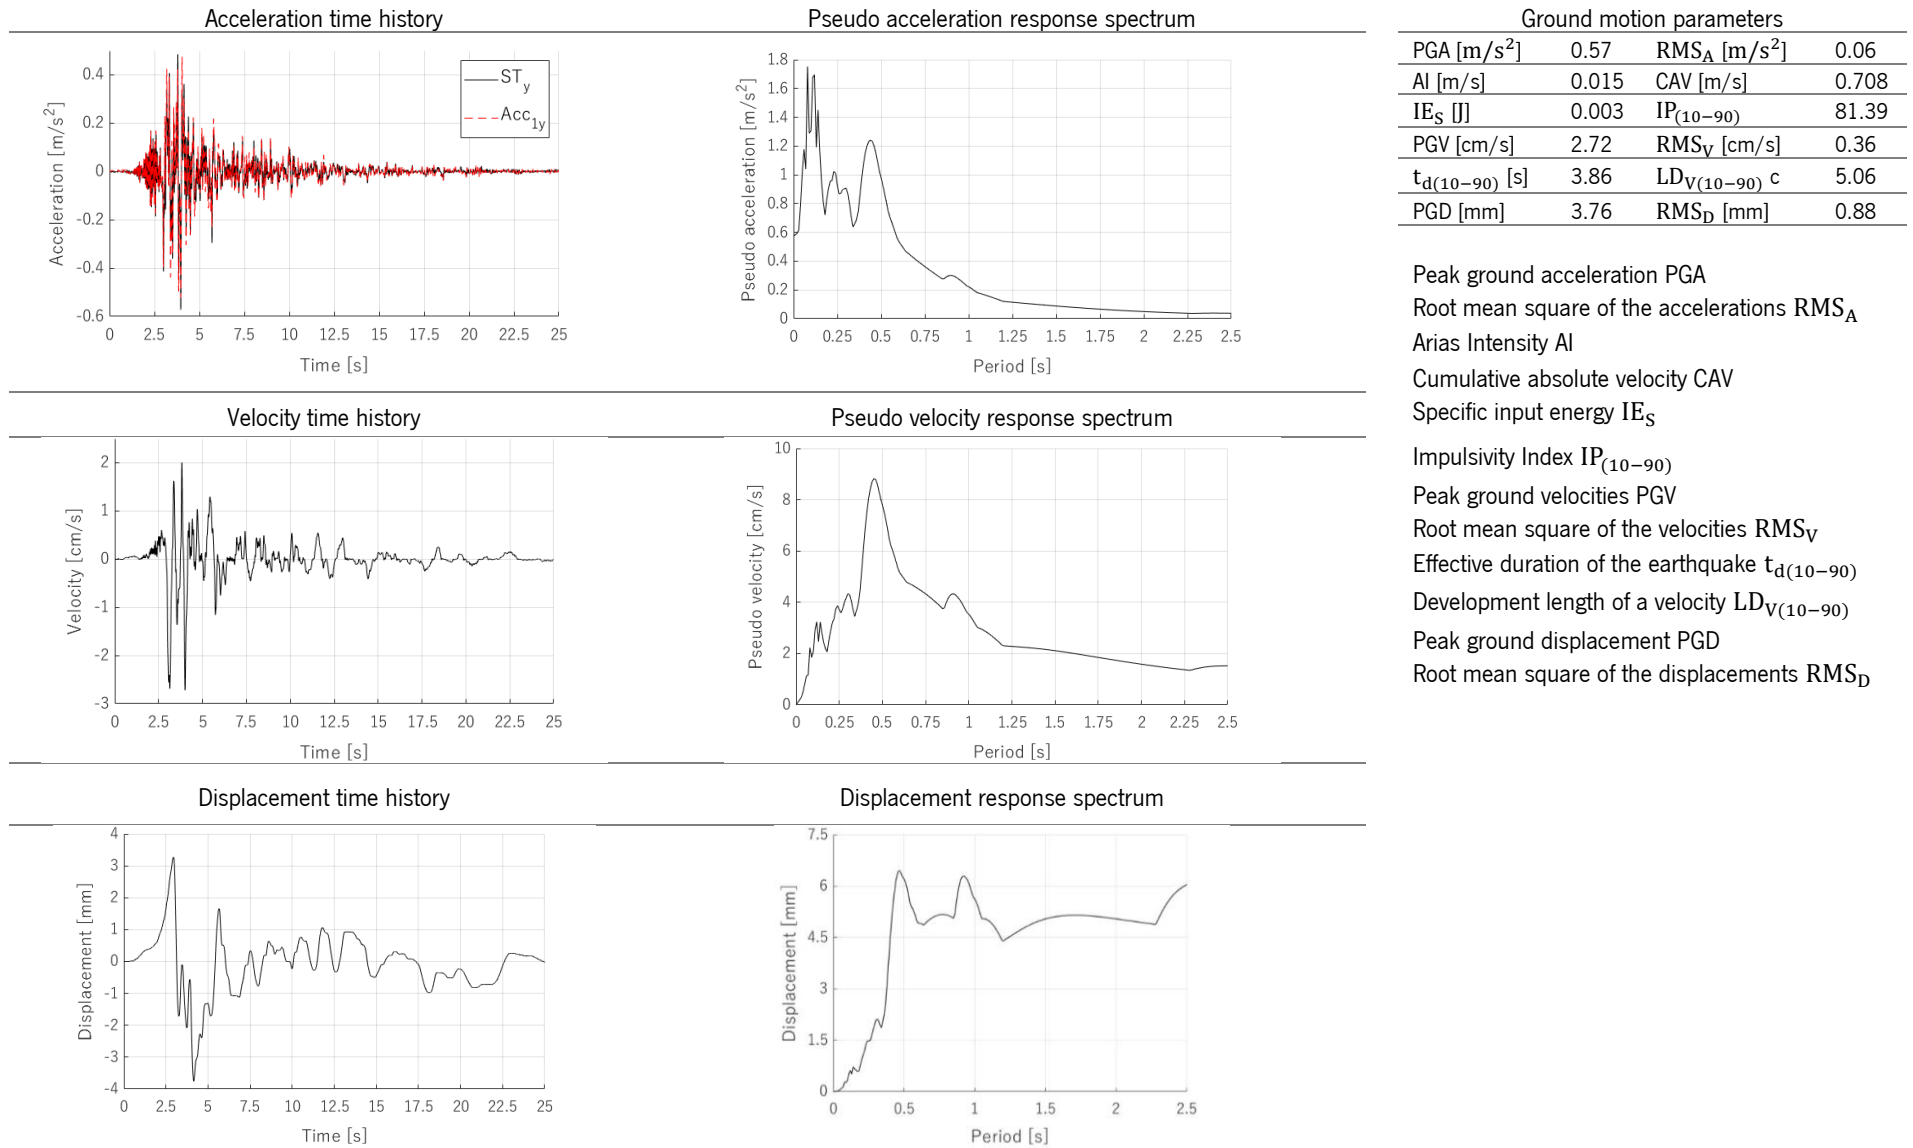 Acceleration time history
0.4
0.2
0
-0.2
-0.4
-0.6
Acceleration [m/s²]
ST_y
Acc_1y
0 2.5 5 7.5 10 12.5 15 17.5 20 22.5 25
Time [s]
Pseudo acceleration response spectrum
1.8
1.6
1.4
1.2
1
0.8
0.6
0.4
0.2
0
Pseudo acceleration [m/s²]
0 0.25 0.5 0.75 1 1.25 1.5 1.75 2 2.25 2.5
Period [s]
Velocity time history
2
1
0
-1
-2
-3
Velocity [cm/s]
0 2.5 5 7.5 10 12.5 15 17.5 20 22.5 25
Time [s]
Pseudo velocity response spectrum
10
8
6
4
2
0
Pseudo velocity [cm/s]
0 0.25 0.5 0.75 1 1.25 1.5 1.75 2 2.25 2.5
Period [s]
Displacement time history
4
3
2
1
0
-1
-2
-3
-4
Displacement [mm]
0 2.5 5 7.5 10 12.5 15 17.5 20 22.5 25
Time [s]
Displacement response spectrum
7.5
6
4.5
3
1.5
0
Displacement [mm]
0 0.5 1 1.5 2 2.5
Period [s]
Ground motion parameters
PGA [m/s²] 0.57 RMS_A [m/s²] 0.06
AI [m/s] 0.015 CAV [m/s] 0.708
IE_S [J] 0.003 IP_(10−90) 81.39
PGV [cm/s] 2.72 RMS_V [cm/s] 0.36
t_d(10−90) [s] 3.86 LD_V(10−90) c 5.06
PGD [mm] 3.76 RMS_D [mm] 0.88
Peak ground acceleration PGA
Root mean square of the accelerations RMS_A
Arias Intensity AI
Cumulative absolute velocity CAV
Specific input energy IE_S
Impulsivity Index IP_(10−90)
Peak ground velocities PGV
Root mean square of the velocities RMS_V
Effective duration of the earthquake t_d(10−90)
Development length of a velocity LD_V(10−90)
Peak ground displacement PGD
Root mean square of the displacements RMS_D